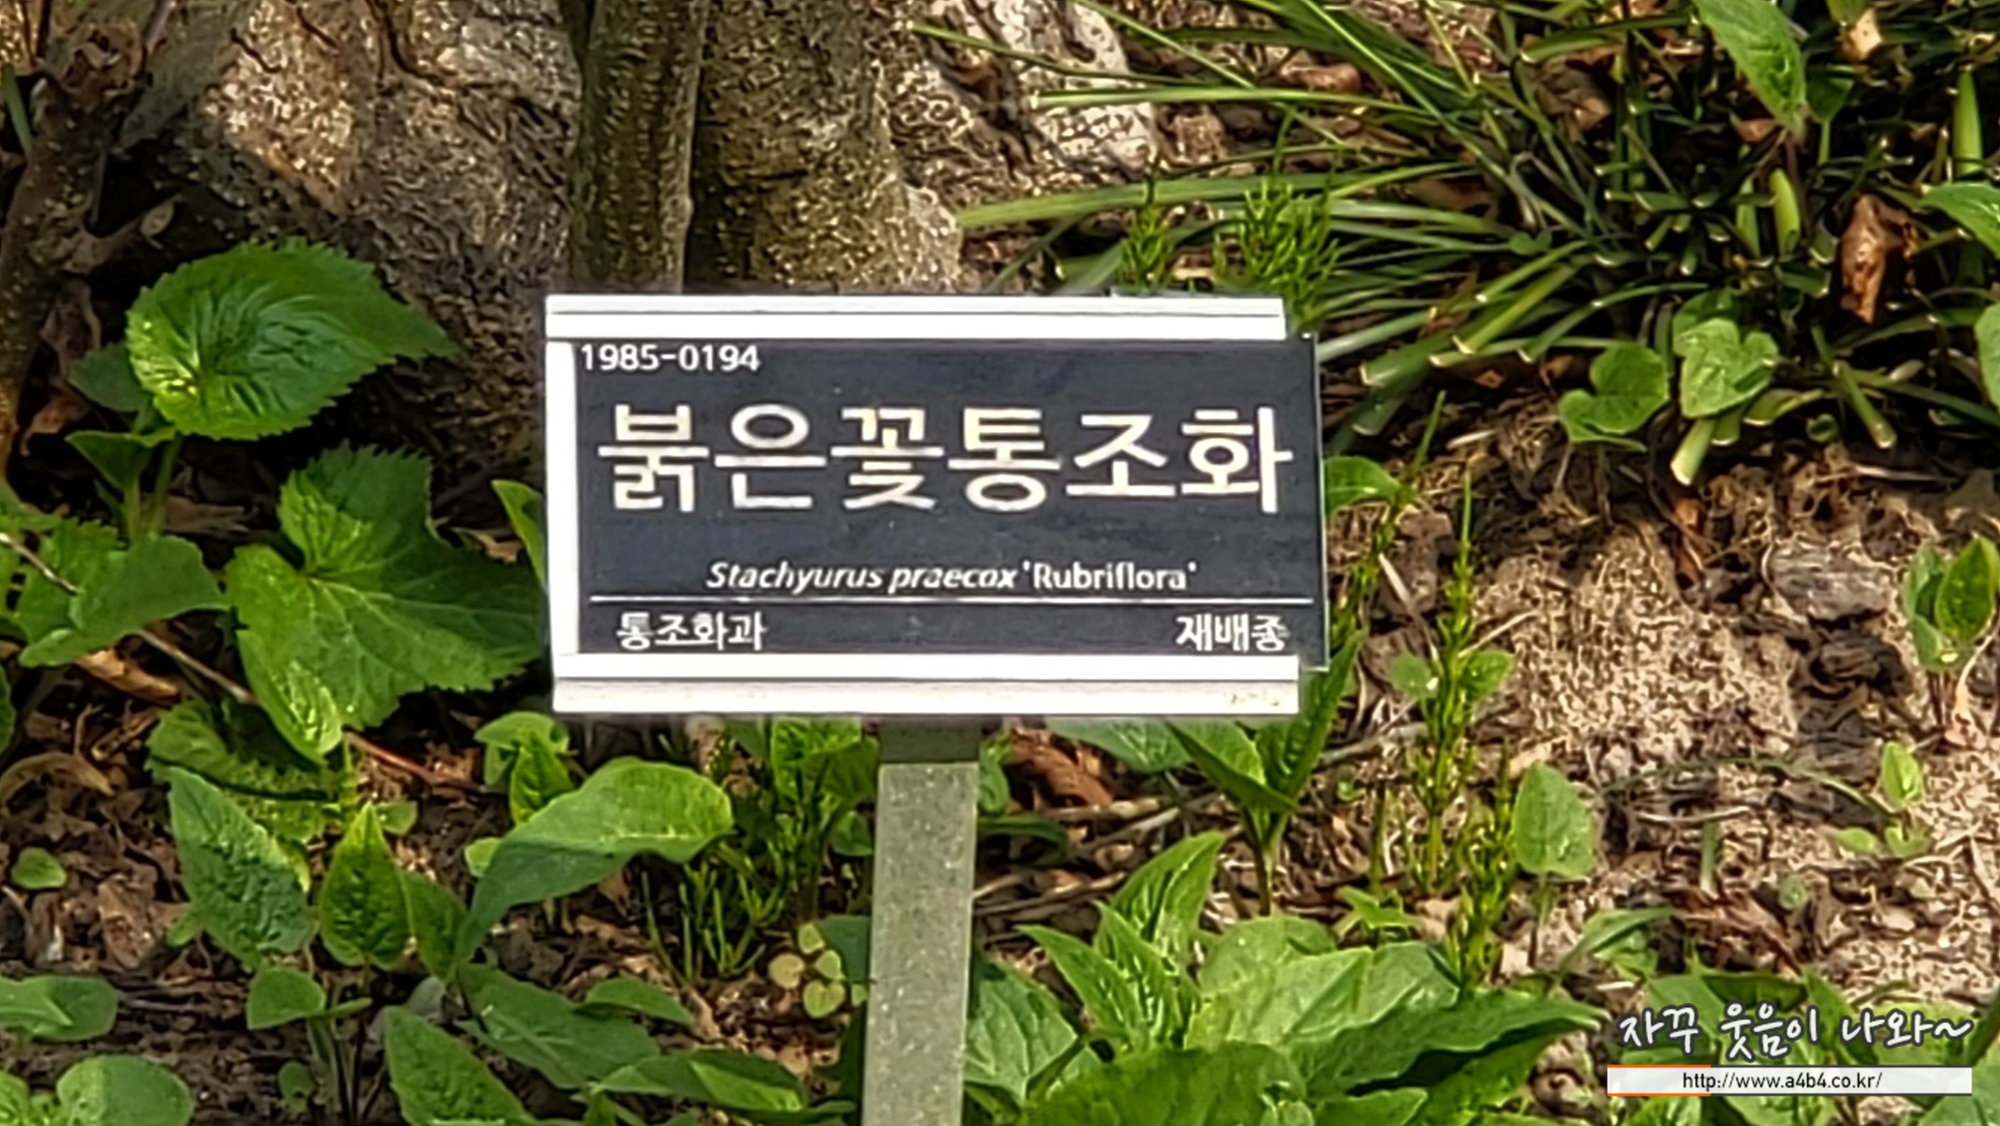 1985-0194
붉은꽃통조화
Stachyurus praecox 'Rubriflora'
통조화과 재배종
자꾸 웃음이 나와~
http://www.a4b4.co.kr/